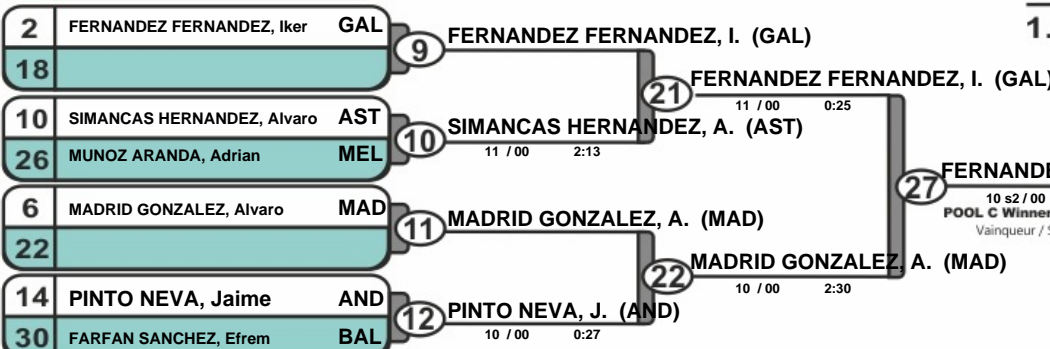 2 FERNANDEZ FERNANDEZ, Iker GAL
18
9 FERNANDEZ FERNANDEZ, I. (GAL)
10 SIMANCAS HERNANDEZ, Alvaro AST
26 MUNOZ ARANDA, Adrian MEL
10 SIMANCAS HERNANDEZ, A. (AST)
11 / 00 2:13
21 FERNANDEZ FERNANDEZ, I. (GAL)
11 / 00 0:25
6 MADRID GONZALEZ, Alvaro MAD
22
11 MADRID GONZALEZ, A. (MAD)
14 PINTO NEVA, Jaime AND
30 FARFAN SANCHEZ, Efrem BAL
12 PINTO NEVA, J. (AND)
10 / 00 0:27
22 MADRID GONZALEZ, A. (MAD)
10 / 00 2:30
27 FERNANDE
10 s2 / 00
POOL C Winner
Vainqueur /
1.